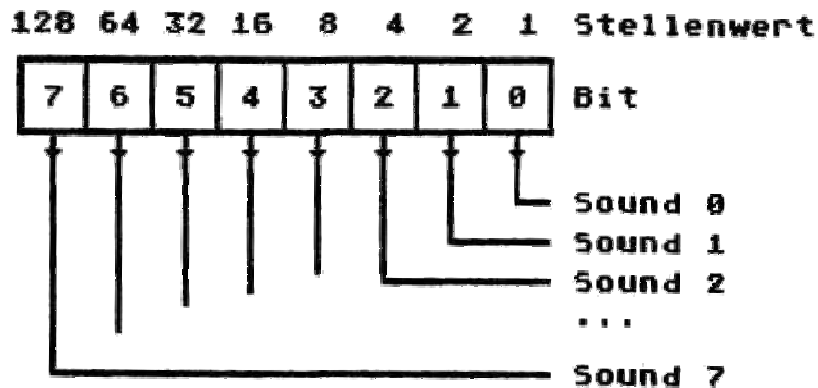 128 64 32 16 8 4 2 1 Stellenwert
7 6 5 4 3 2 1 0 Bit
Sound 0
Sound 1
Sound 2
...
Sound 7